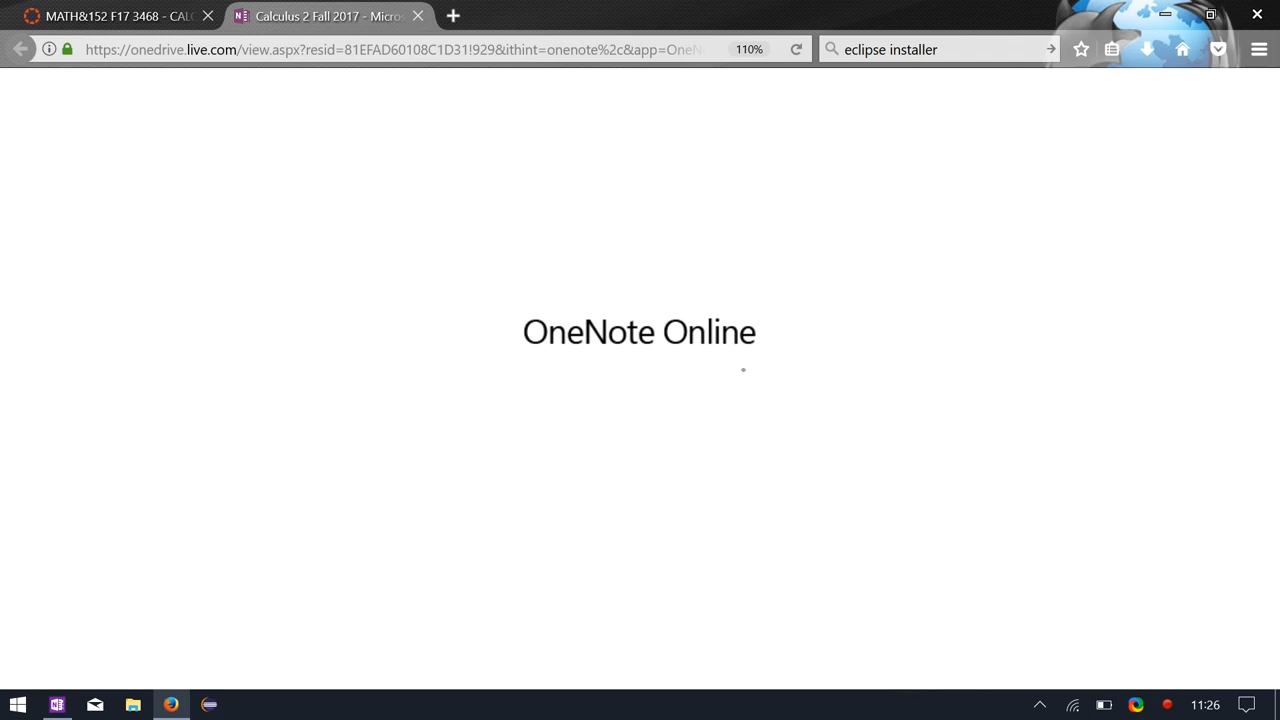 MATH&152 F17 3468 - CAL
Calculus 2 Fall 2017 - Micros
https://onedrive.live.com/view.aspx?resid=81EFAD60108C1D31!929&ithint=onenote%2c&app=OneN
110%
eclipse installer
OneNote Online
11:26